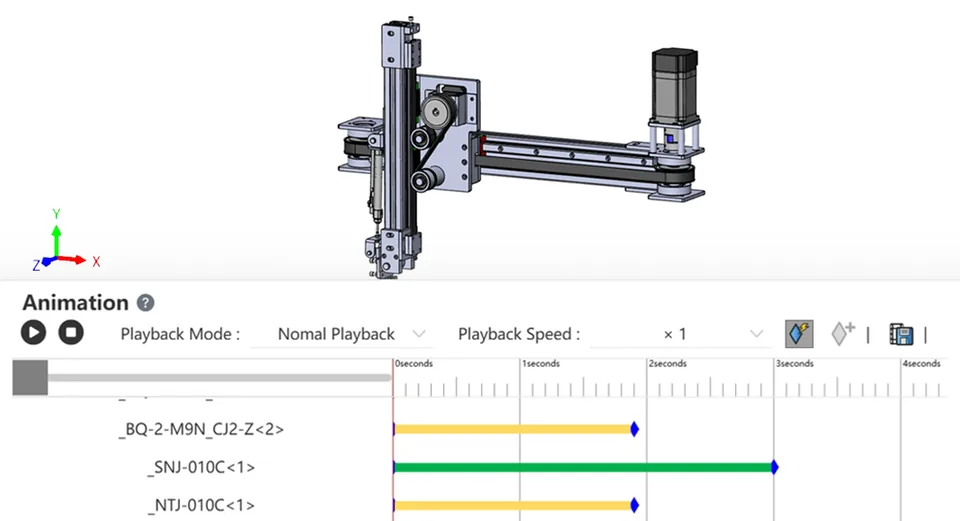 Y
Z X
Animation ?
Playback Mode : Nomal Playback Playback Speed : × 1
0seconds 1seconds 2seconds 3seconds 4seconds
_BQ-2-M9N_CJ2-Z<2>
_SNJ-010C<1>
_NTJ-010C<1>